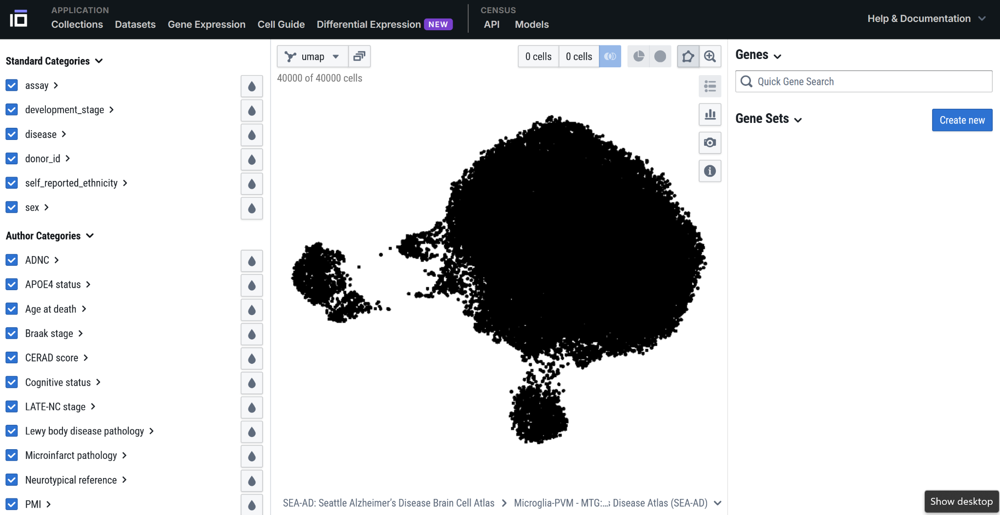 APPLICATION
Collections Datasets Gene Expression Cell Guide Differential Expression NEW
CENSUS
API Models
Help & Documentation
Standard Categories
assay
development_stage
disease
donor_id
self_reported_ethnicity
sex
Author Categories
ADNC
APOE4 status
Age at death
Braak stage
CERAD score
Cognitive status
LATE-NC stage
Lewy body disease pathology
Microinfarct pathology
Neurotypical reference
PMI
umap
0 cells 0 cells
40000 of 40000 cells
SEA-AD: Seattle Alzheimer's Disease Brain Cell Atlas Microglia-PVM - MTG:...; Disease Atlas (SEA-AD)
Genes
Quick Gene Search
Gene Sets
Create new
Show desktop